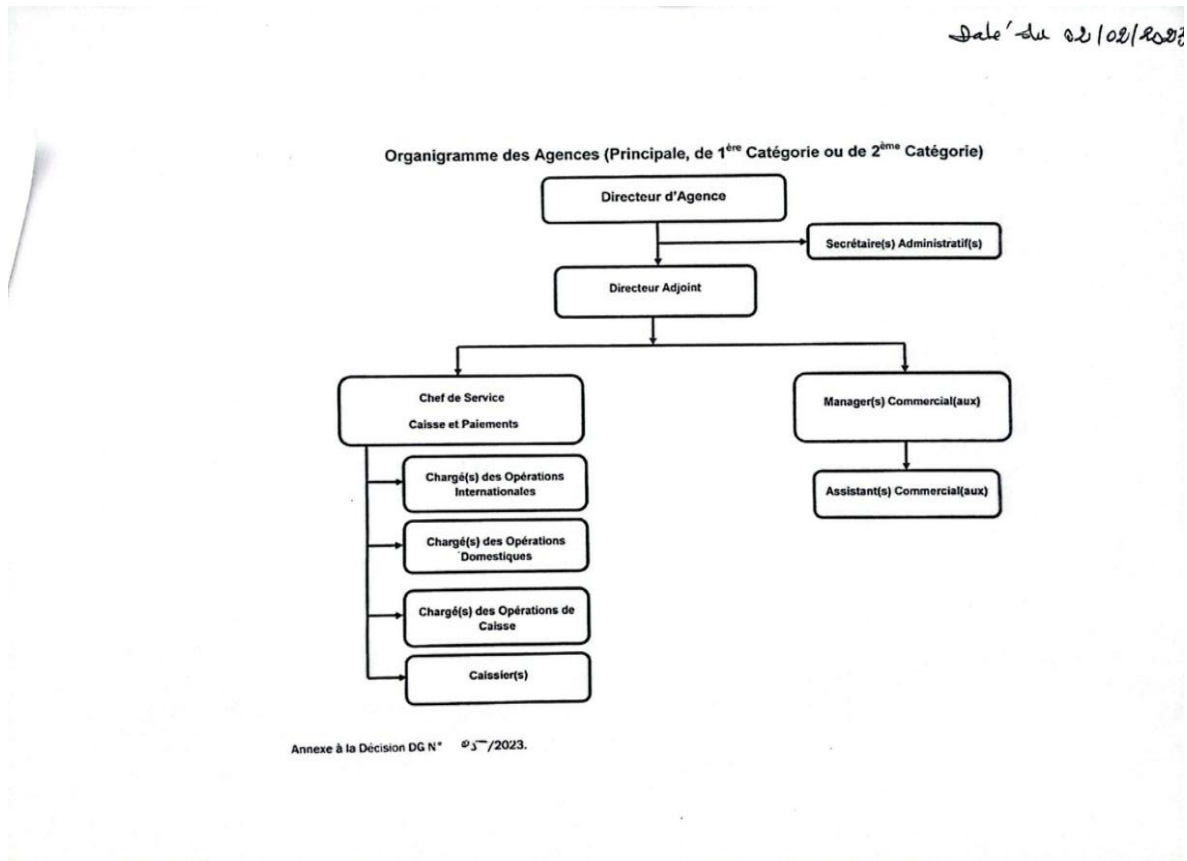 Daté du 02/02/2023
Organigramme des Agences (Principale, de 1ère Catégorie ou de 2ème Catégorie)
Directeur d'Agence
Secrétaire(s) Administratif(s)
Directeur Adjoint
Chef de Service
Caisse et Paiements
Manager(s) Commercial(aux)
Chargé(s) des Opérations
Internationales
Assistant(s) Commercial(aux)
Chargé(s) des Opérations
Domestiques
Chargé(s) des Opérations de
Caisse
Caissier(s)
Annexe à la Décision DG N° 05/2023.